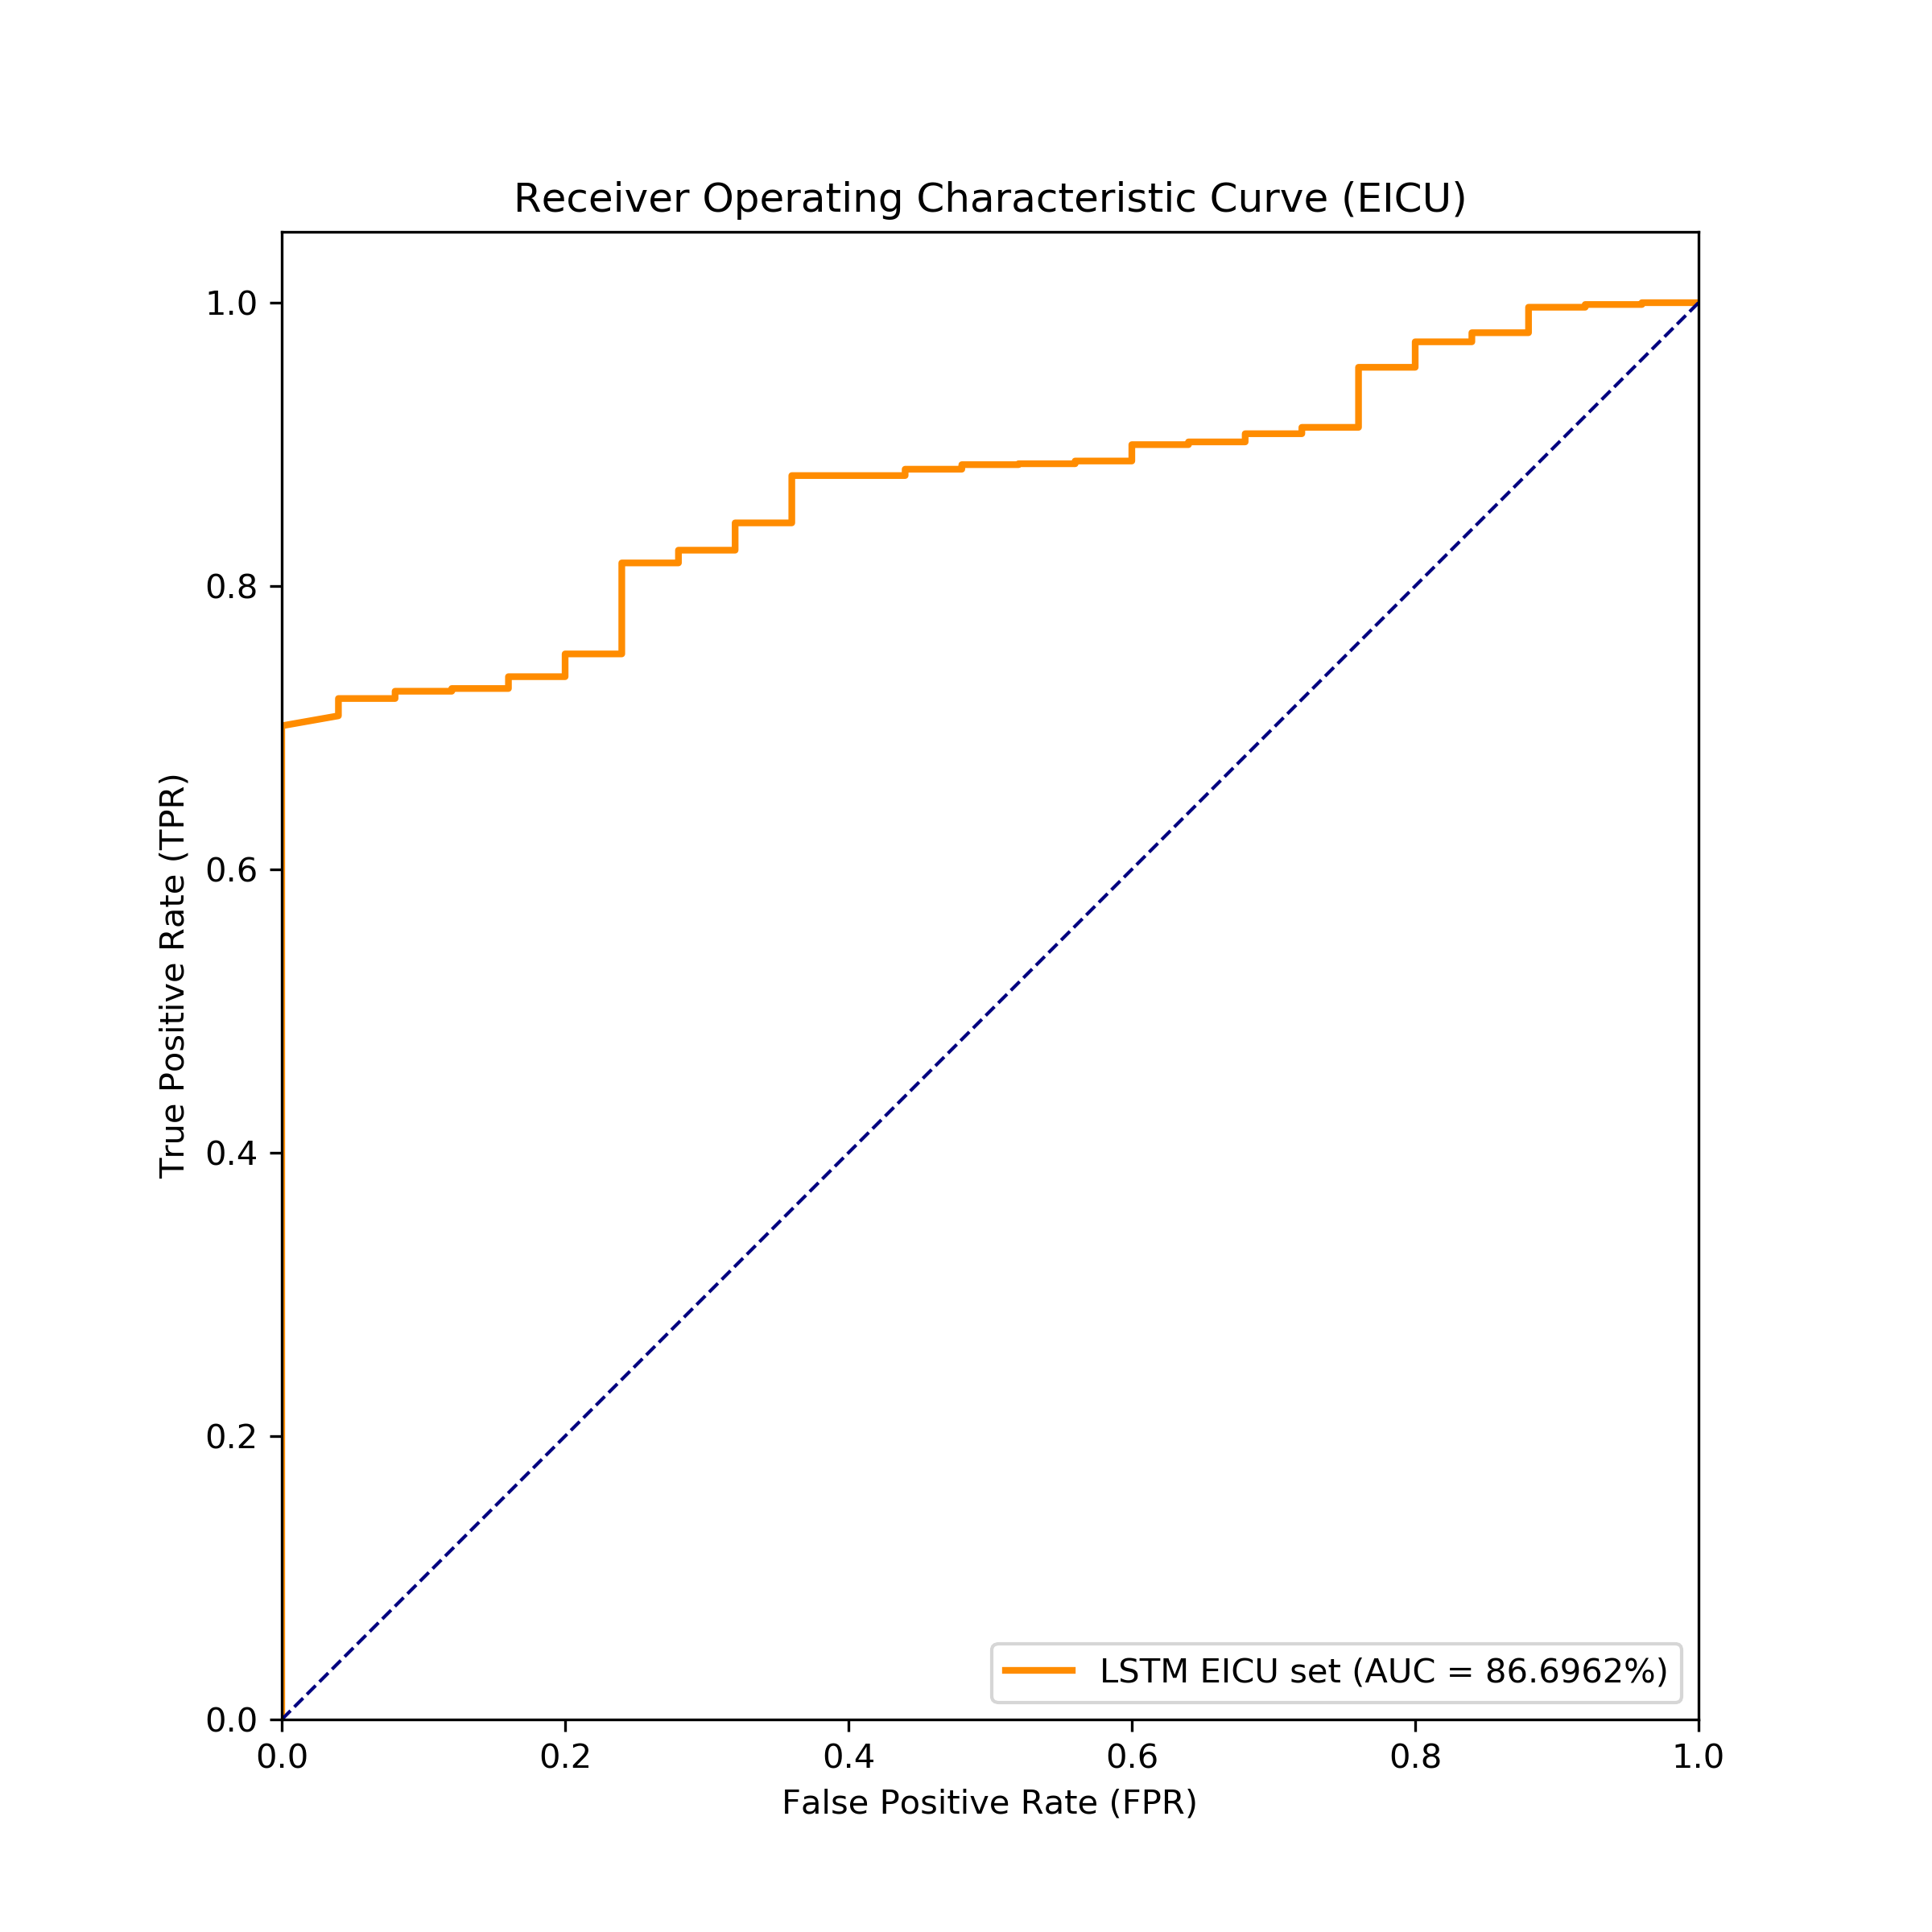 Receiver Operating Characteristic Curve (EICU)
True Positive Rate (TPR)
1.0
0.8
0.6
0.4
0.2
0.0
0.0 0.2 0.4 0.6 0.8 1.0
False Positive Rate (FPR)
LSTM EICU set (AUC = 86.6962%)